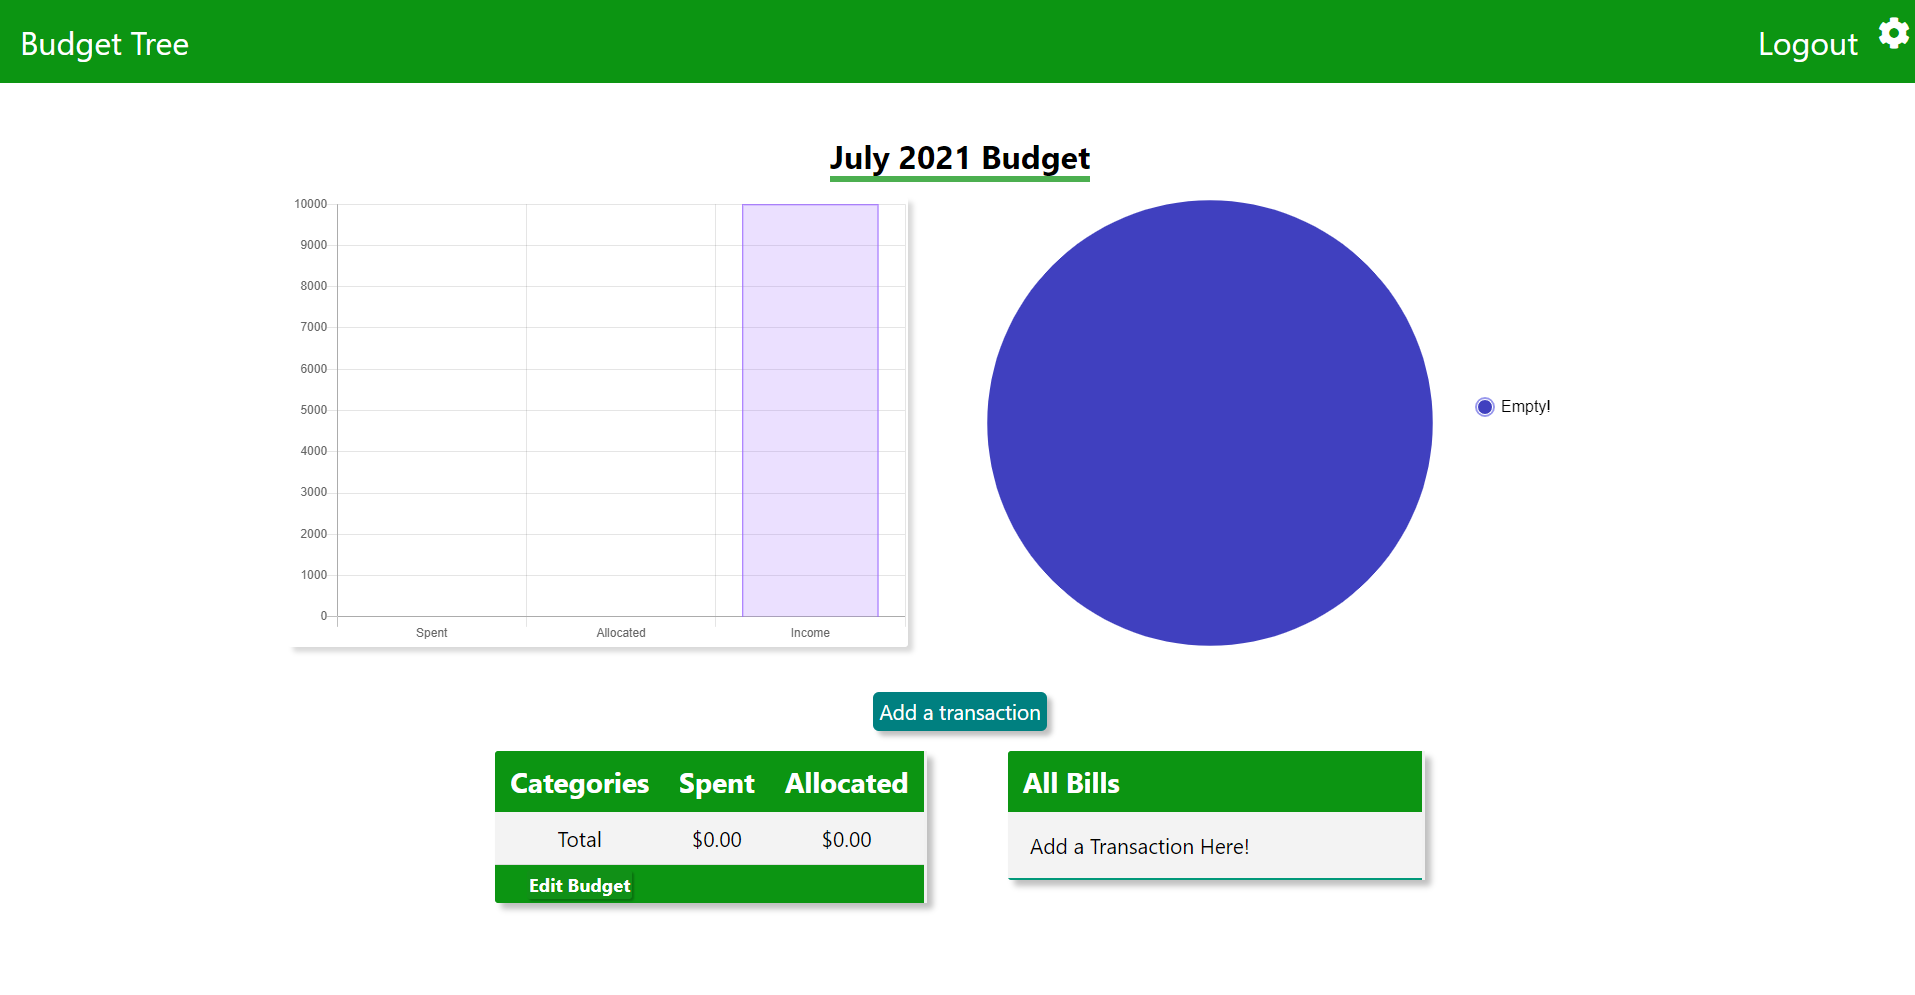 Budget Tree
Logout
July 2021 Budget
10000
9000
8000
7000
6000
5000
4000
3000
2000
1000
0
Spent Allocated Income
Empty!
Add a transaction
Categories Spent Allocated
Total $0.00 $0.00
Edit Budget
All Bills
Add a Transaction Here!